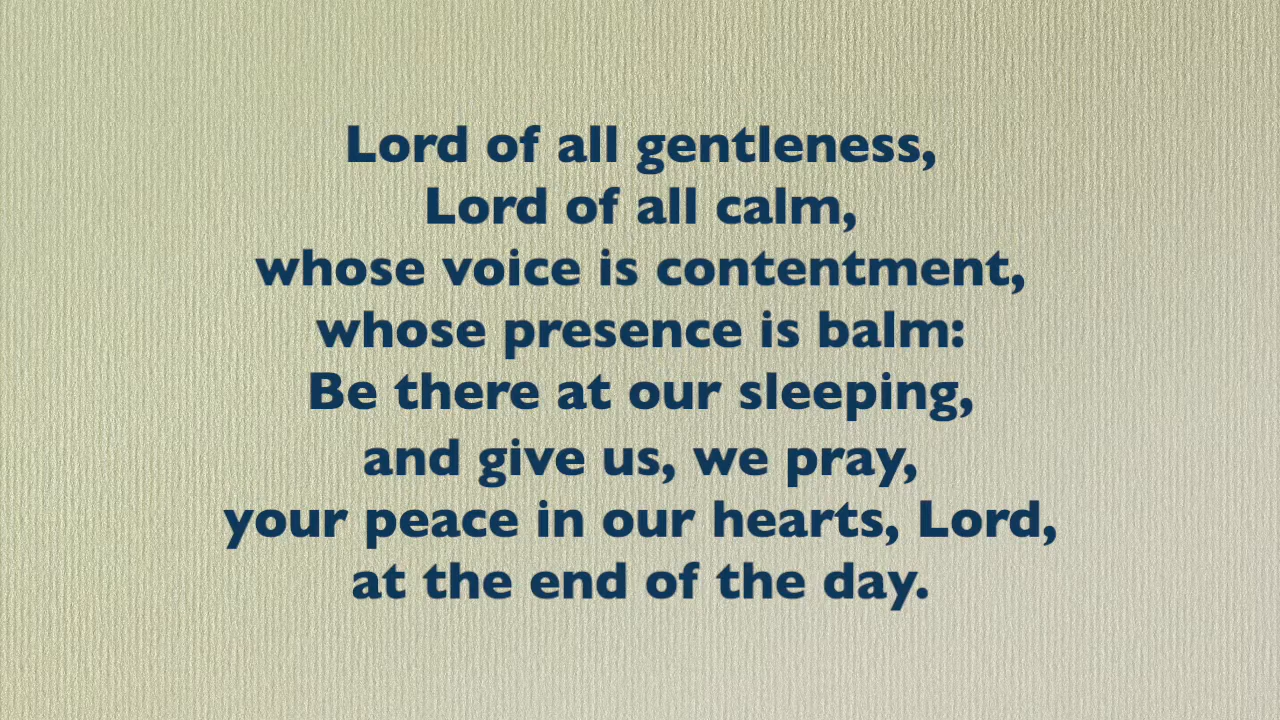 Lord of all gentleness,
Lord of all calm,
whose voice is contentment,
whose presence is balm:
Be there at our sleeping,
and give us, we pray,
your peace in our hearts, Lord,
at the end of the day.